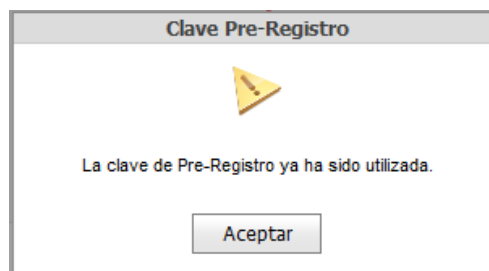 Clave Pre-Registro
La clave de Pre-Registro ya ha sido utilizada.
Aceptar